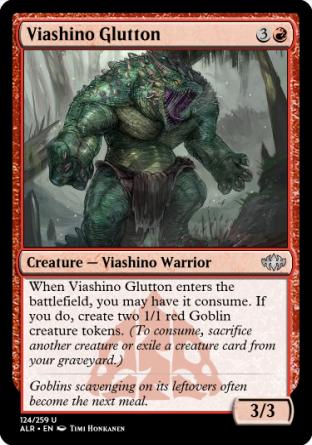 Viashino Glutton 3
Creature — Viashino Warrior
When Viashino Glutton enters the
battlefield, you may have it consume. If
you do, create two 1/1 red Goblin
creature tokens. (To consume, sacrifice
another creature or exile a creature card from
your graveyard.)
Goblins scavenging on its leftovers often
become the next meal.
3/3
124/259 U
ALR • EN Timi Honkanen